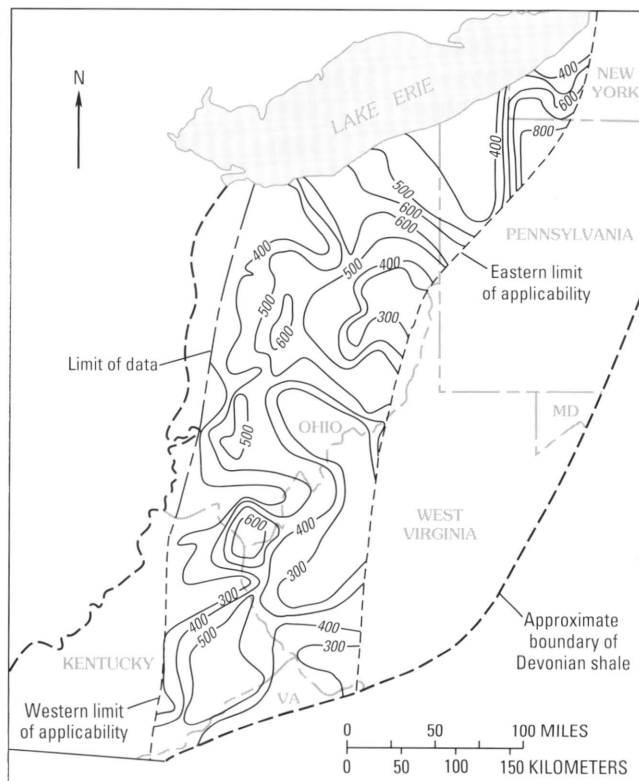 N
LAKE ERIE
400
NEW
YORK
600
800
400
500
600
600
PENNSYLVANIA
400
500
400
Eastern limit
of applicability
500
300
600
Limit of data
500
OHIO
MD
600
400
WEST
VIRGINIA
300
300
400
500
400
300
Approximate
boundary of
Devonian shale
KENTUCKY
VA
Western limit
of applicability
0 50 100 MILES
0 50 100 150 KILOMETERS